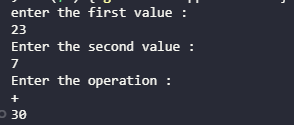 enter the first value :
23
Enter the second value :
7
Enter the operation :
+
30